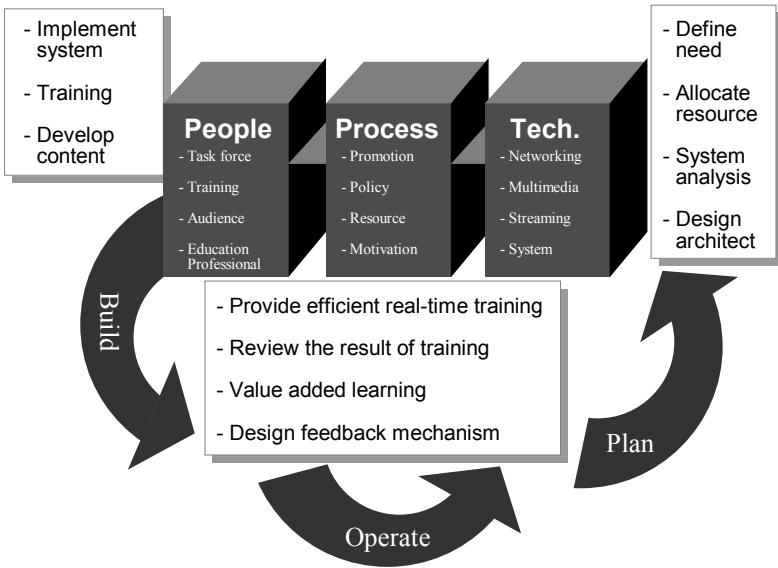 - Implement
system
- Training
- Develop
content
People
- Task force
- Training
- Audience
- Education
Professional
Process
- Promotion
- Policy
- Resource
- Motivation
Tech.
- Networking
- Multimedia
- Streaming
- System
- Define
need
- Allocate
resource
- System
analysis
- Design
architect
Build
- Provide efficient real-time training
- Review the result of training
- Value added learning
- Design feedback mechanism
Operate
Plan